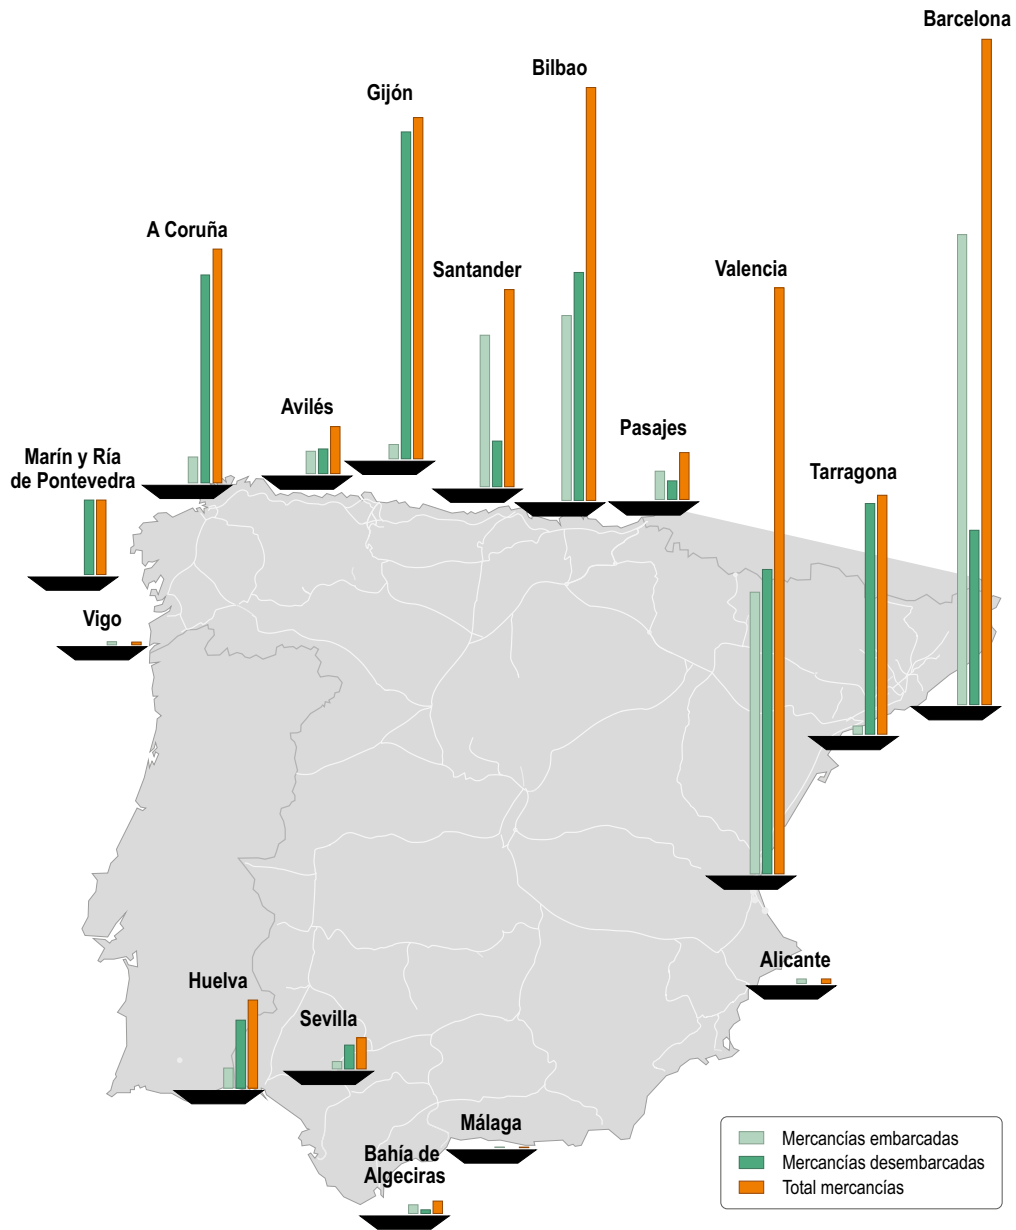 Barcelona
Bilbao
Gijón
A Coruña
Santander
Valencia
Avilés
Pasajes
Marín y Ría
de Pontevedra
Tarragona
Vigo
Alicante
Huelva
Sevilla
Málaga
Bahía de
Algeciras
Mercancías embarcadas
Mercancías desembarcadas
Total mercancías